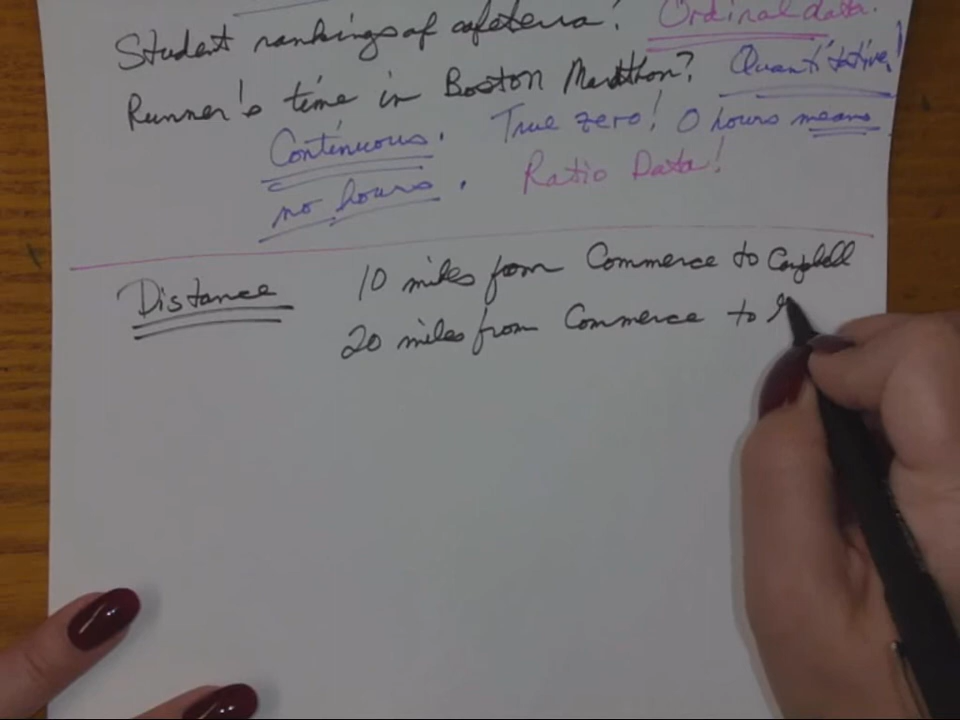 Student rankings of cafeteria? Ordinal data.
Runner's time in Boston Marathon? Quantitative!
Continuous. True zero! 0 hours means
no hours. Ratio Data!
Distance 10 miles from Commerce to Campbell
20 miles from Commerce to